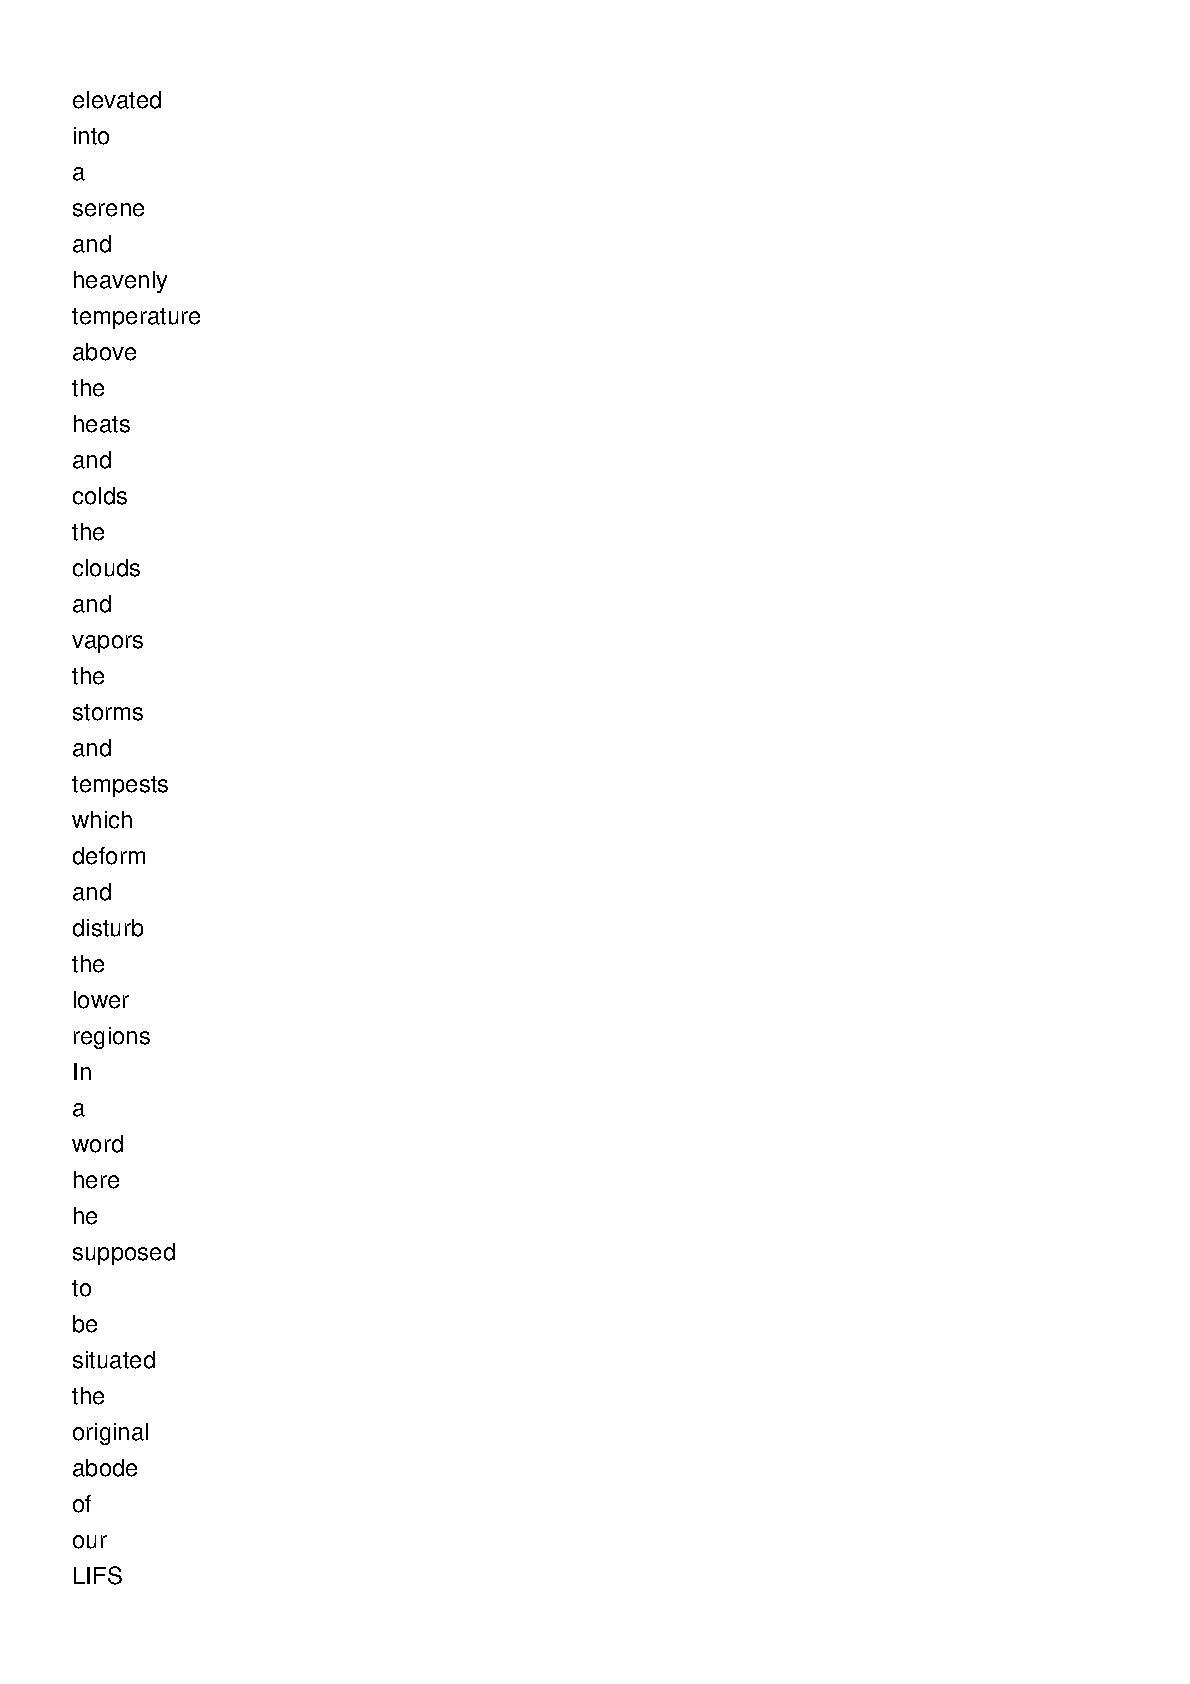 elevated
into
a
serene
and
heavenly
temperature
above
the
heats
and
colds
the
clouds
and
vapors
the
storms
and
tempests
which
deform
and
disturb
the
lower
regions
In
a
word
here
he
supposed
to
be
situated
the
original
abode
of
our
LIFS